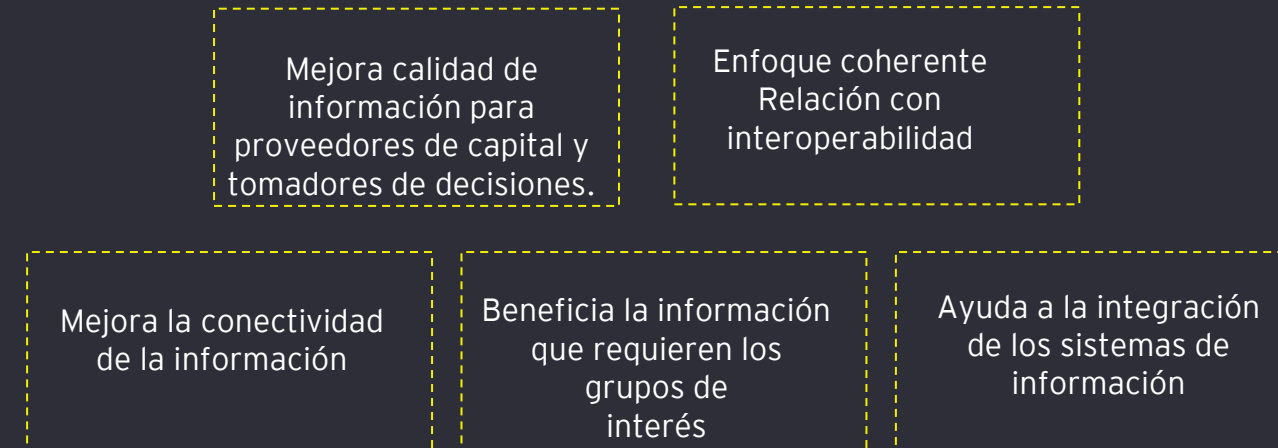 Mejora calidad de
información para
proveedores de capital y
tomadores de decisiones.
Enfoque coherente
Relación con
interoperabilidad
Mejora la conectividad
de la información
Beneficia la información
que requieren los
grupos de
interés
Ayuda a la integración
de los sistemas de
información